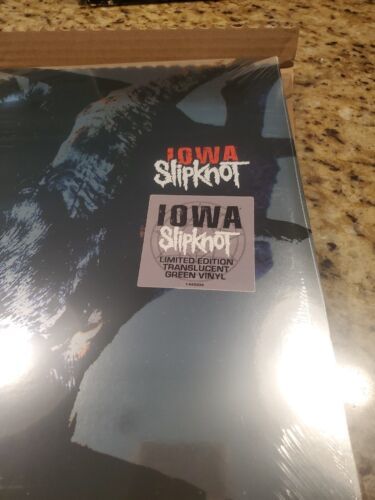 IOWA
Slipknot
IOWA
Slipknot
LIMITED EDITION
TRANSLUCENT
GREEN VINYL